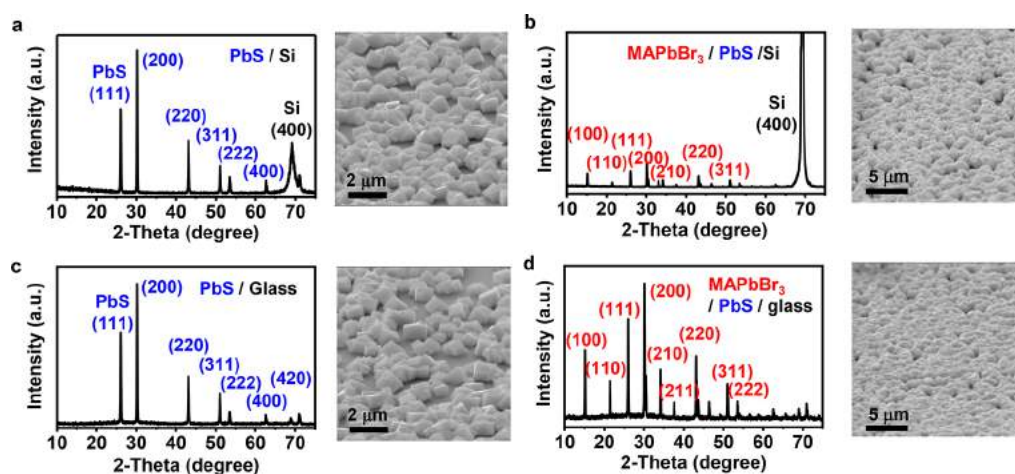 a
PbS / Si
PbS
(111)
(200)
(220)
(311)
(222)
(400)
Si
(400)
Intensity (a.u.)
10 20 30 40 50 60 70
2-Theta (degree)
2 μm
b
MAPbBr₃ / PbS /Si
Si
(400)
(100)
(110)
(111)
(200)
(210)
(220)
(311)
Intensity (a.u.)
10 20 30 40 50 60 70
2-Theta (degree)
5 μm
c
PbS / Glass
PbS
(111)
(200)
(220)
(311)
(222)
(400)
(420)
Intensity (a.u.)
10 20 30 40 50 60 70
2-Theta (degree)
2 μm
d
MAPbBr₃
/ PbS / glass
(100)
(110)
(111)
(200)
(210)
(211)
(220)
(311)
(222)
Intensity (a.u.)
10 20 30 40 50 60 70
2-Theta (degree)
5 μm